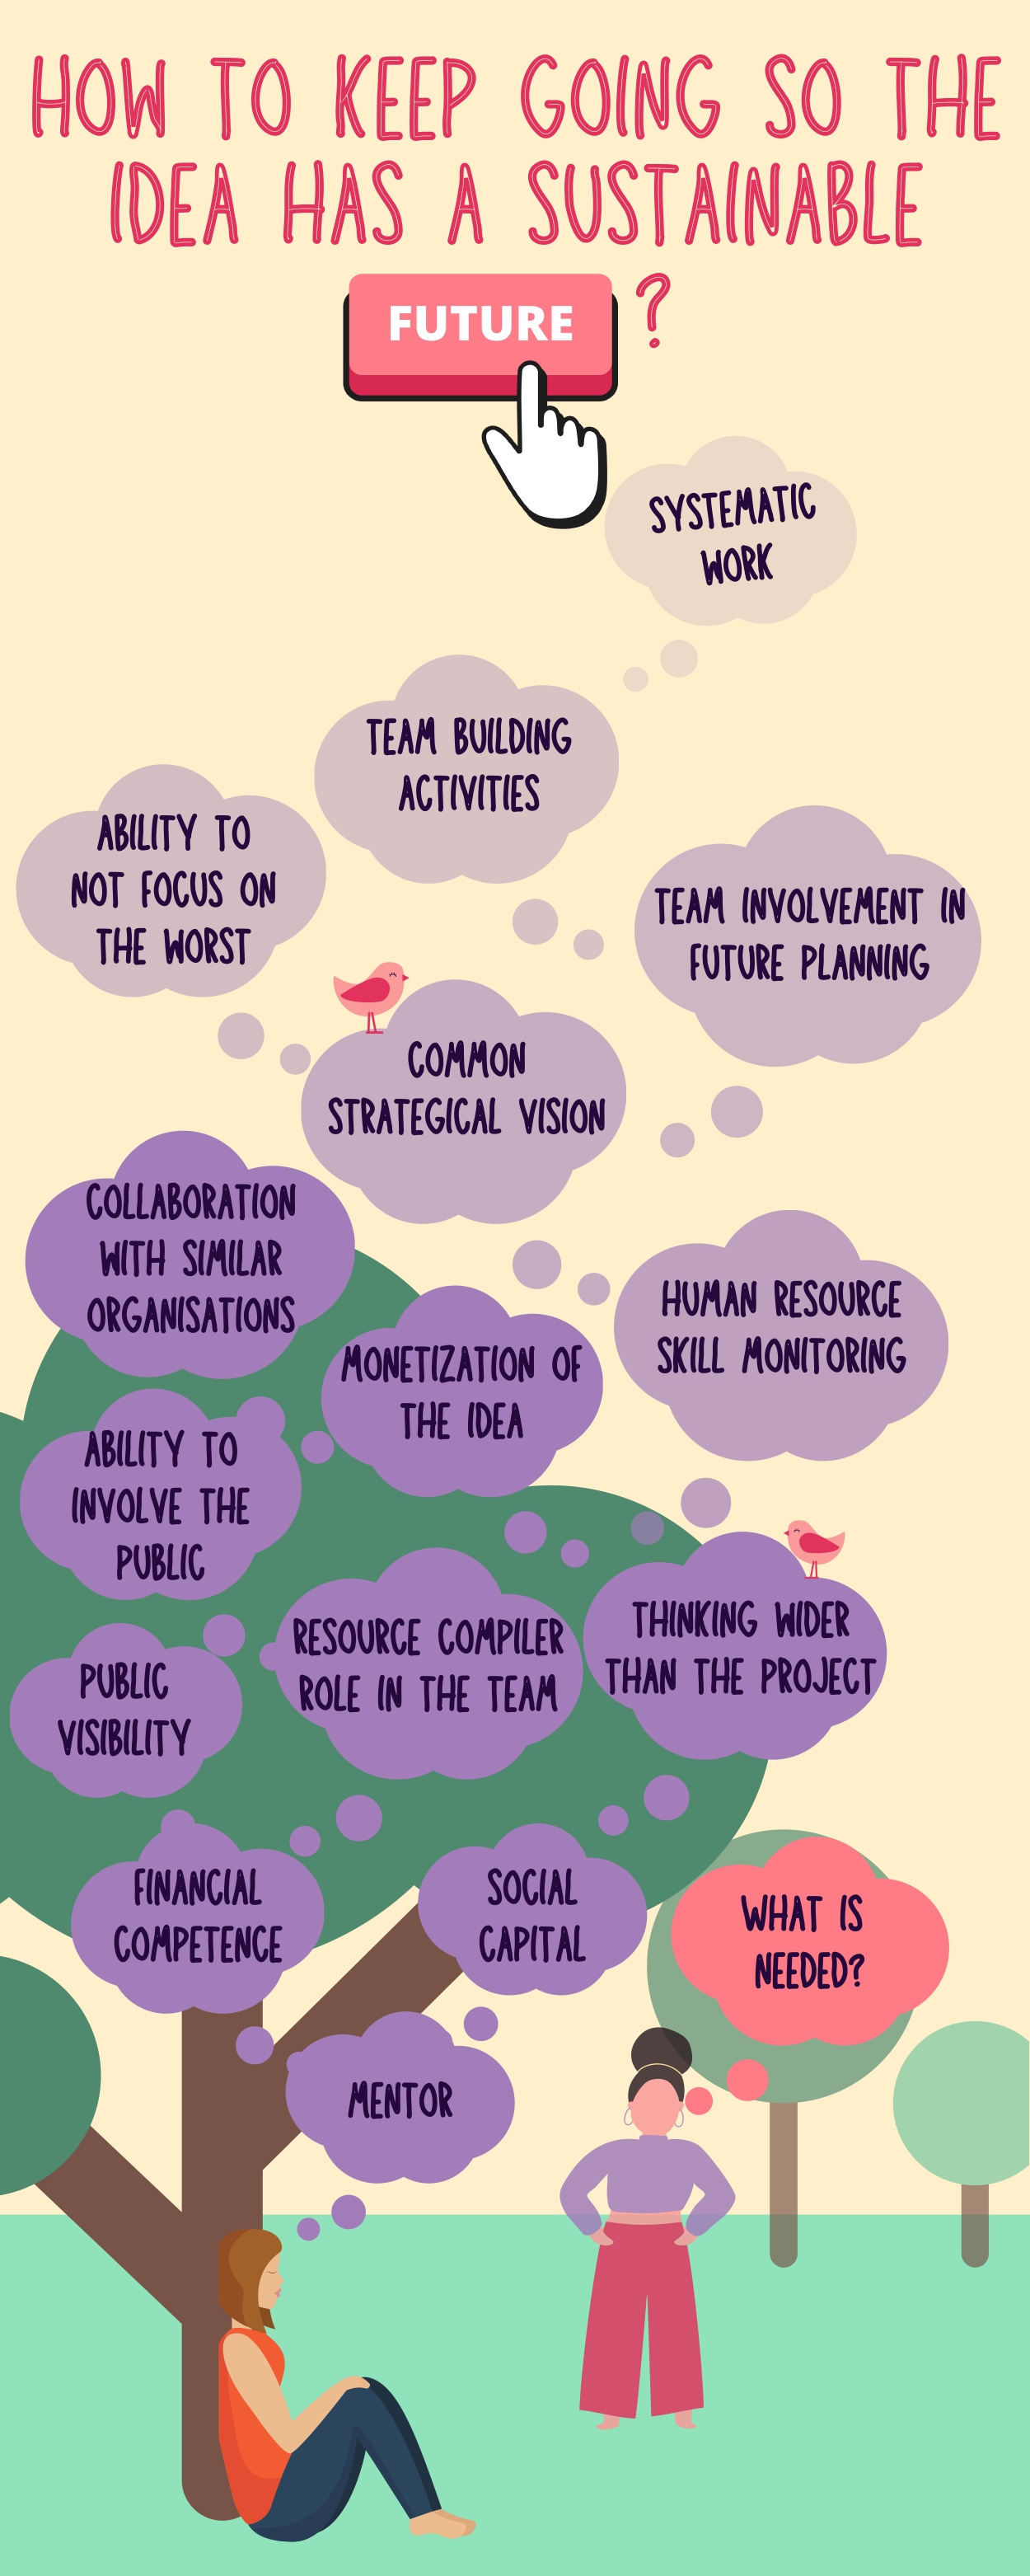 HOW TO KEEP GOING SO THE
IDEA HAS A SUSTAINABLE
FUTURE ?
SYSTEMATIC
WORK
TEAM BUILDING
ACTIVITIES
ABILITY TO
NOT FOCUS ON
THE WORST
TEAM INVOLVEMENT IN
FUTURE PLANNING
COMMON
STRATEGICAL VISION
COLLABORATION
WITH SIMILAR
ORGANISATIONS
HUMAN RESOURCE
SKILL MONITORING
MONETIZATION OF
THE IDEA
ABILITY TO
INVOLVE THE
PUBLIC
RESOURCE COMPILER
ROLE IN THE TEAM
THINKING WIDER
THAN THE PROJECT
PUBLIC
VISIBILITY
FINANCIAL
COMPETENCE
SOCIAL
CAPITAL
WHAT IS
NEEDED?
MENTOR